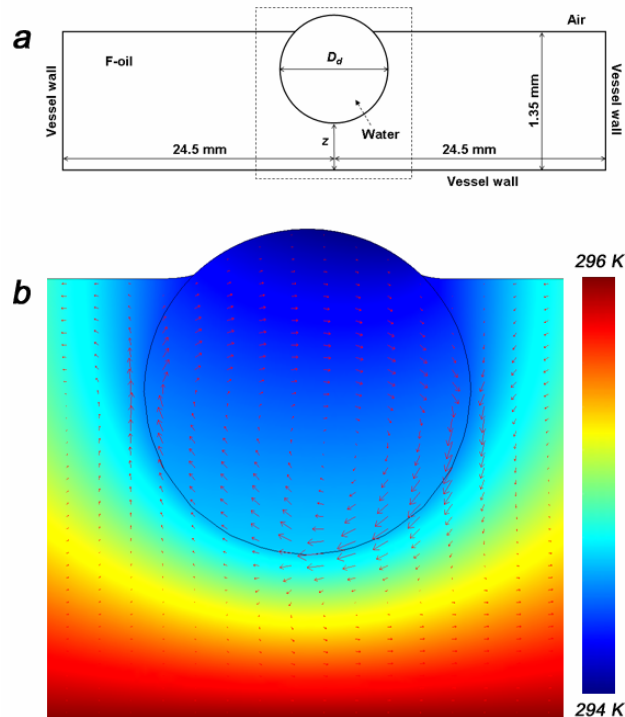 a
Air
F-oil
D_d
Vessel wall
Vessel wall
1.35 mm
Water
z
24.5 mm
24.5 mm
Vessel wall
b
296 K
294 K